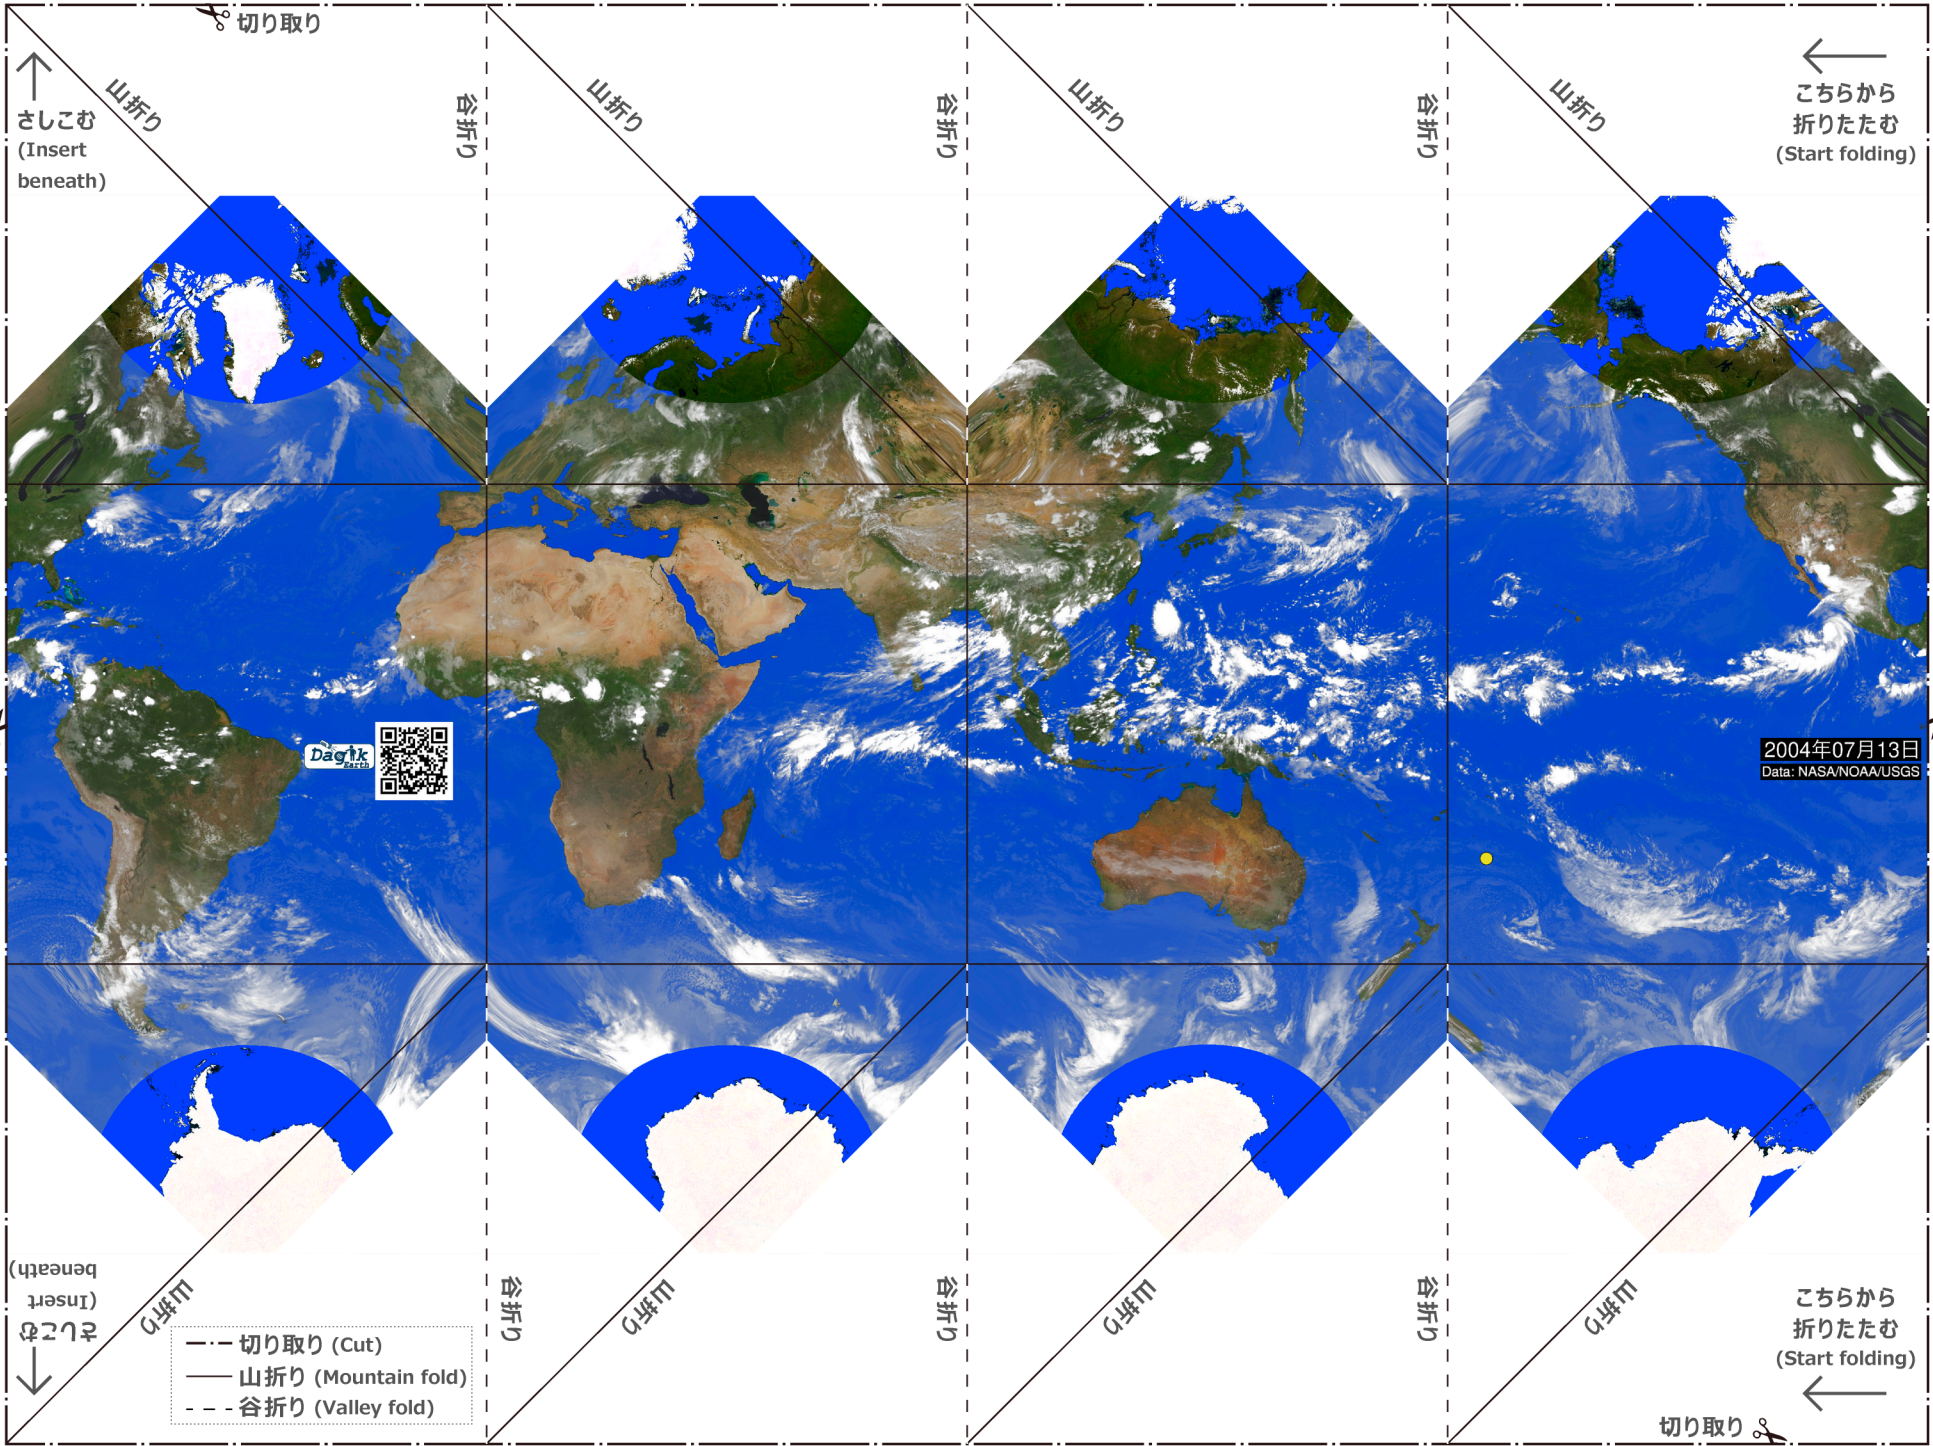 切り取り
山折り
谷折り
山折り
谷折り
山折り
谷折り
山折り
さしこむ
(Insert
beneath)
こちらから
折りたたむ
(Start folding)
Dagik
Earth
2004年07月13日
Data: NASA/NOAA/USGS
さしこむ
(Insert
beneath)
山折り
谷折り
山折り
谷折り
山折り
谷折り
山折り
切り取り (Cut)
山折り (Mountain fold)
谷折り (Valley fold)
こちらから
折りたたむ
(Start folding)
切り取り